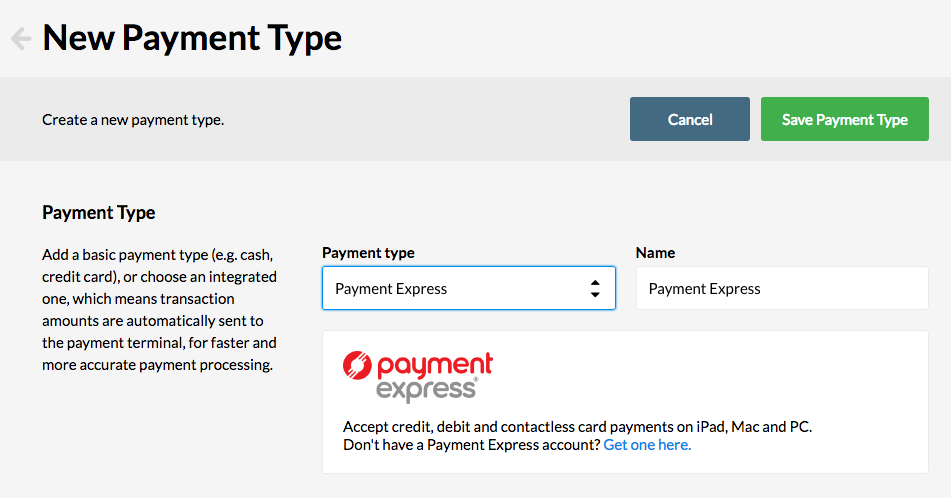 New Payment Type
Create a new payment type.
Cancel
Save Payment Type
Payment Type
Add a basic payment type (e.g. cash,
credit card), or choose an integrated
one, which means transaction
amounts are automatically sent to
the payment terminal, for faster and
more accurate payment processing.
Payment type
Payment Express
Name
Payment Express
payment
express®
Accept credit, debit and contactless card payments on iPad, Mac and PC.
Don't have a Payment Express account? Get one here.